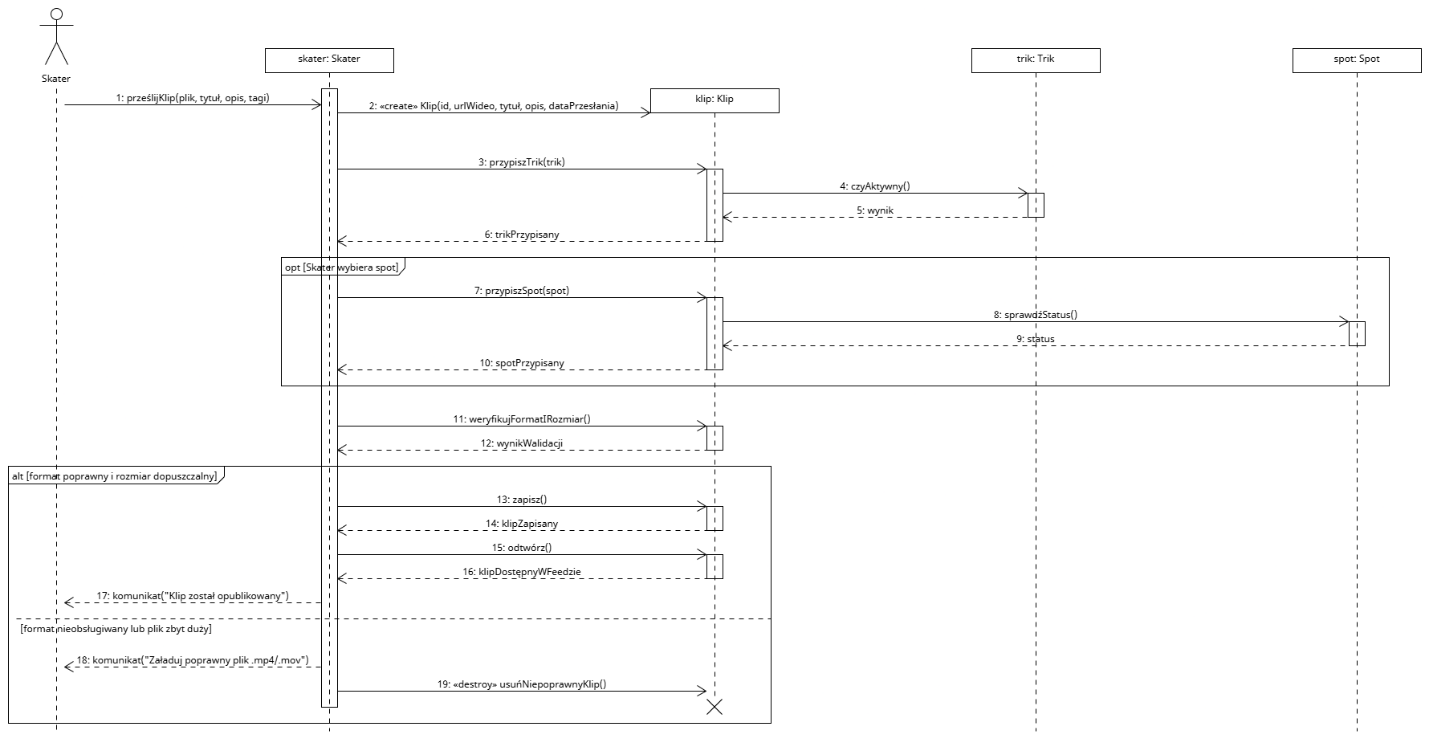 Skater
skater: Skater
trik: Trik
spot: Spot
klip: Klip
1: prześlijKlip(plik, tytuł, opis, tagi)
2: «create» Klip(id, urlWideo, tytuł, opis, dataPrzesłania)
3: przypiszTrik(trik)
4: czyAktywny()
5: wynik
6: trikPrzypisany
opt [Skater wybiera spot]
7: przypiszSpot(spot)
8: sprawdźStatus()
9: status
10: spotPrzypisany
11: weryfikujFormatIRozmiar()
12: wynikWalidacji
alt [format poprawny i rozmiar dopuszczalny]
13: zapisz()
14: klipZapisany
15: odtwórz()
16: klipDostępnyWFeedzie
17: komunikat("Klip został opublikowany")
[format nieobsługiwany lub plik zbyt duży]
18: komunikat("Załaduj poprawny plik .mp4/.mov")
19: «destroy» usuńNiepoprawnyKlip()